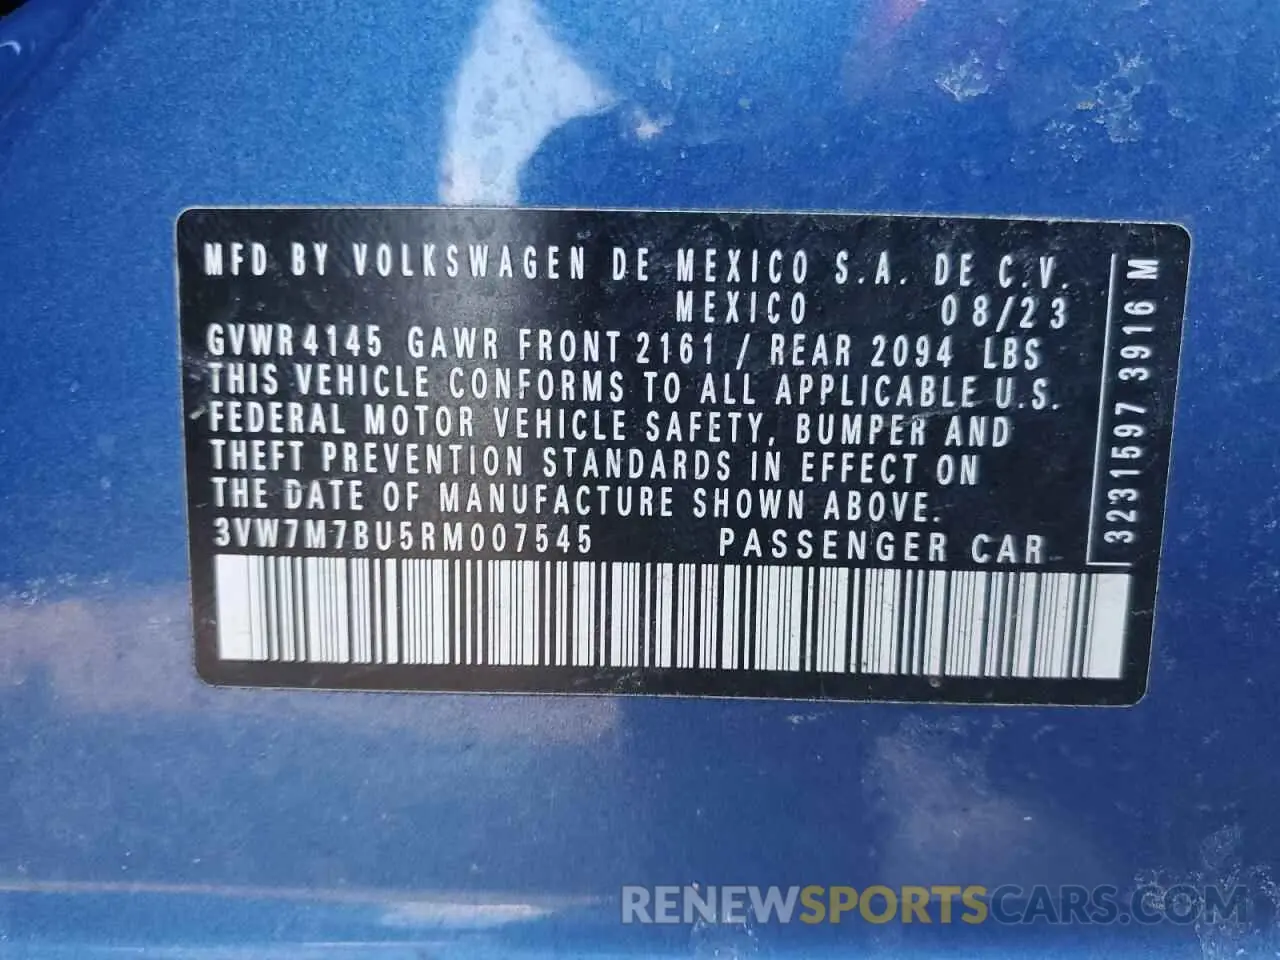 MFD BY VOLKSWAGEN DE MEXICO S.A. DE C.V.
MEXICO 08/23
GVWR 4145 GAWR FRONT 2161 / REAR 2094 LBS
THIS VEHICLE CONFORMS TO ALL APPLICABLE U.S.
FEDERAL MOTOR VEHICLE SAFETY, BUMPER AND
THEFT PREVENTION STANDARDS IN EFFECT ON
THE DATE OF MANUFACTURE SHOWN ABOVE.
3VW7M7BU5RM007545 PASSENGER CAR
3231597 3916 M
RENEWSPORTSCARS.COM